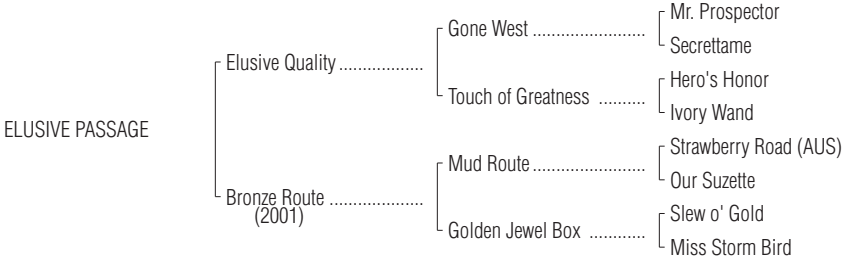 Mr. Prospector
Gone West ........................
Secrettame
Elusive Quality ..................
Hero's Honor
Touch of Greatness ..........
Ivory Wand
ELUSIVE PASSAGE
Strawberry Road (AUS)
Mud Route ........................
Our Suzette
Bronze Route ....................
(2001)
Slew o' Gold
Golden Jewel Box ............
Miss Storm Bird